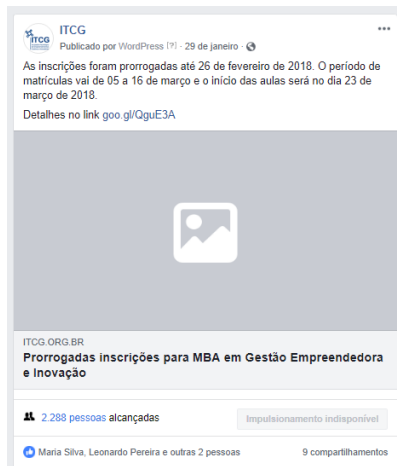 ITCG
ITCG
Publicado por WordPress [?] · 29 de janeiro ·
As inscrições foram prorrogadas até 26 de fevereiro de 2018. O período de
matrículas vai de 05 a 16 de março e o início das aulas será no dia 23 de
março de 2018.
Detalhes no link goo.gl/QguE3A
ITCG.ORG.BR
Prorrogadas inscrições para MBA em Gestão Empreendedora
e Inovação
2.288 pessoas alcançadas
Impulsionamento indisponível
Maria Silva, Leonardo Pereira e outras 2 pessoas
9 compartilhamentos